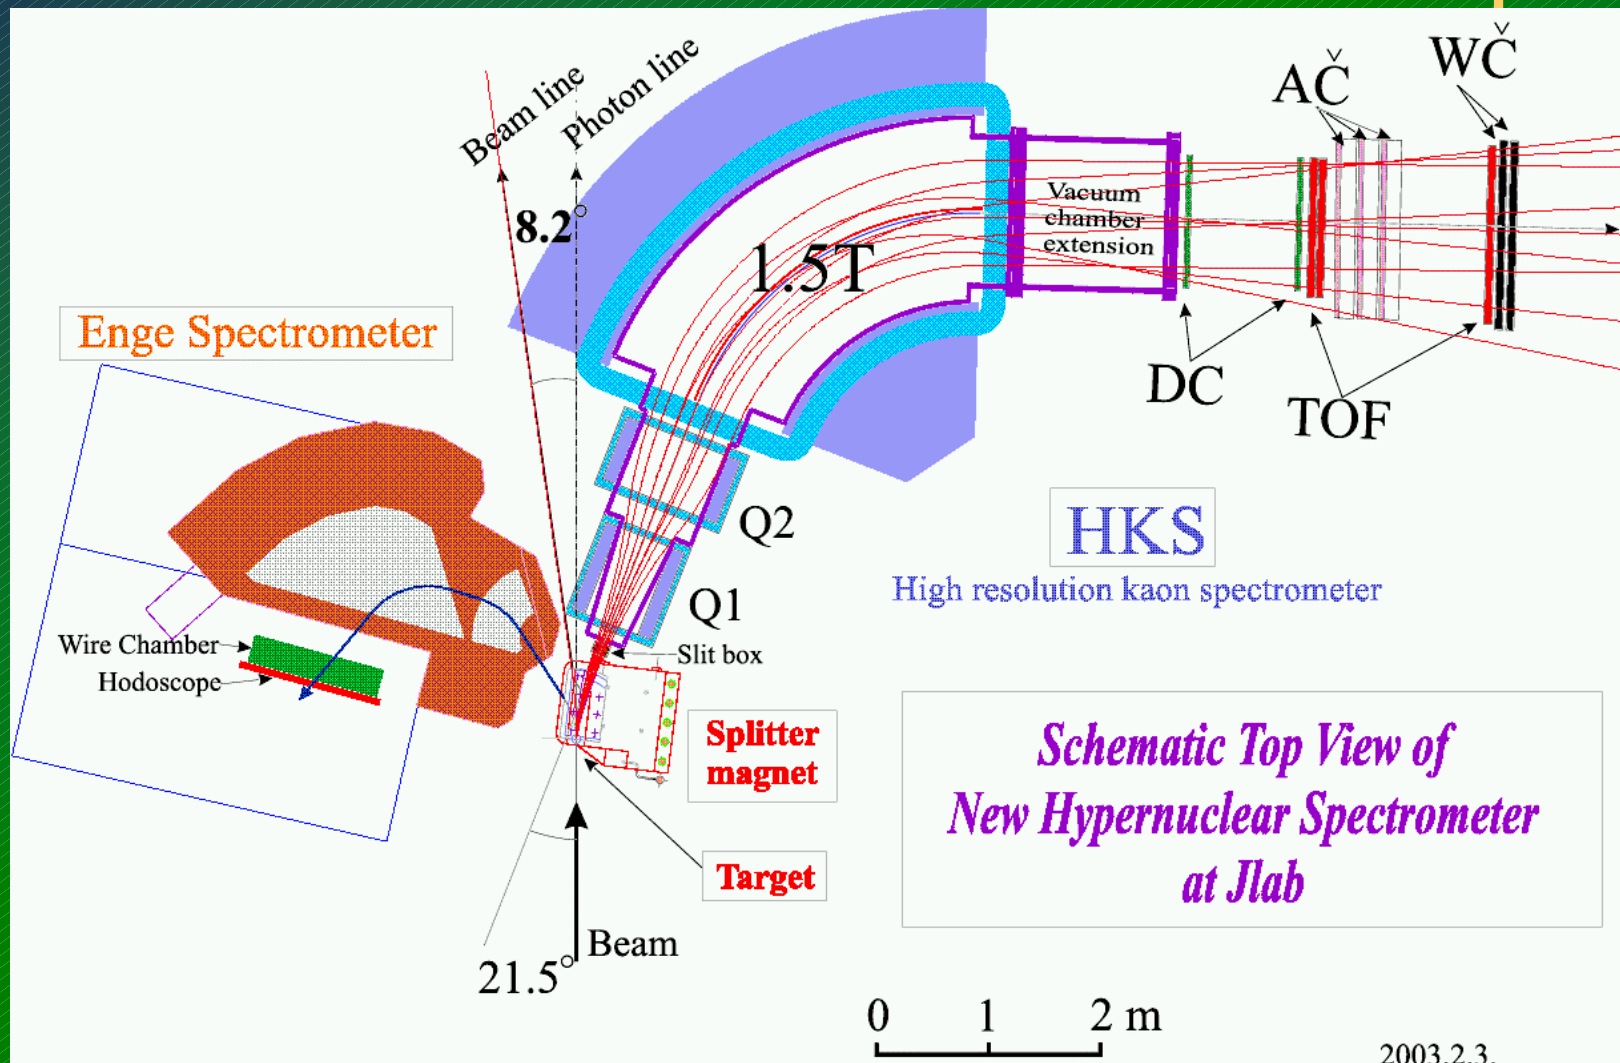 Beam line
Photon line
8.2°
1.5T
Vacuum
chamber
extension
AČ
WČ
DC
TOF
Enge Spectrometer
Q2
Q1
HKS
High resolution kaon spectrometer
Wire Chamber
Hodoscope
Slit box
Splitter
magnet
Target
Beam
21.5°
Schematic Top View of
New Hypernuclear Spectrometer
at Jlab
0 1 2 m
2003.2.3.